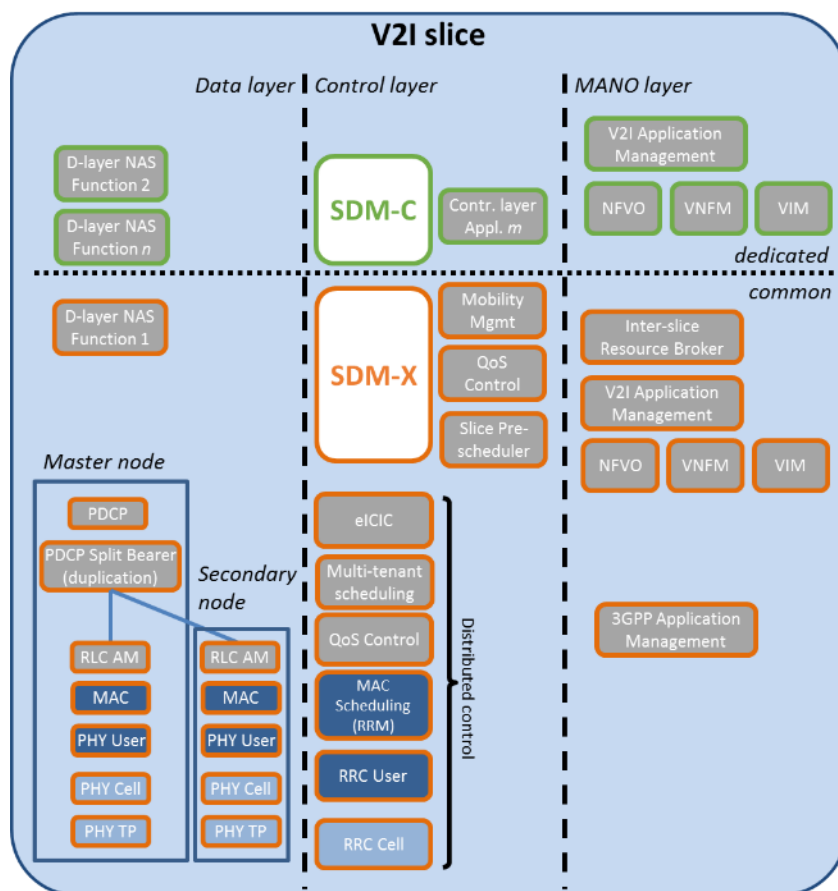 V2I slice
Data layer
Control layer
MANO layer
D-layer NAS
Function 2
D-layer NAS
Function n
SDM-C
Contr. layer
Appl. m
V2I Application
Management
NFVO
VNFM
VIM
dedicated
common
D-layer NAS
Function 1
SDM-X
Mobility
Mgmt
QoS
Control
Slice Pre-
scheduler
Inter-slice
Resource Broker
V2I Application
Management
NFVO
VNFM
VIM
Master node
PDCP
PDCP Split Bearer
(duplication)
Secondary
node
RLC AM
MAC
PHY User
PHY Cell
PHY TP
RLC AM
MAC
PHY User
PHY Cell
PHY TP
eICIC
Multi-tenant
scheduling
QoS Control
MAC
Scheduling
(RRM)
RRC User
RRC Cell
Distributed control
3GPP Application
Management